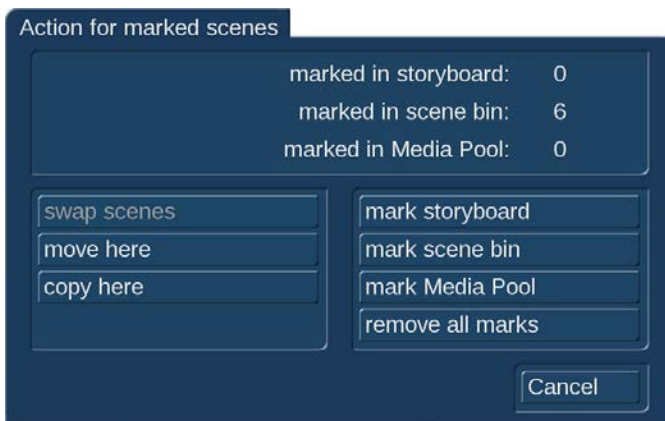 Action for marked scenes
marked in storyboard: 0
marked in scene bin: 6
marked in Media Pool: 0
swap scenes
move here
copy here
mark storyboard
mark scene bin
mark Media Pool
remove all marks
Cancel